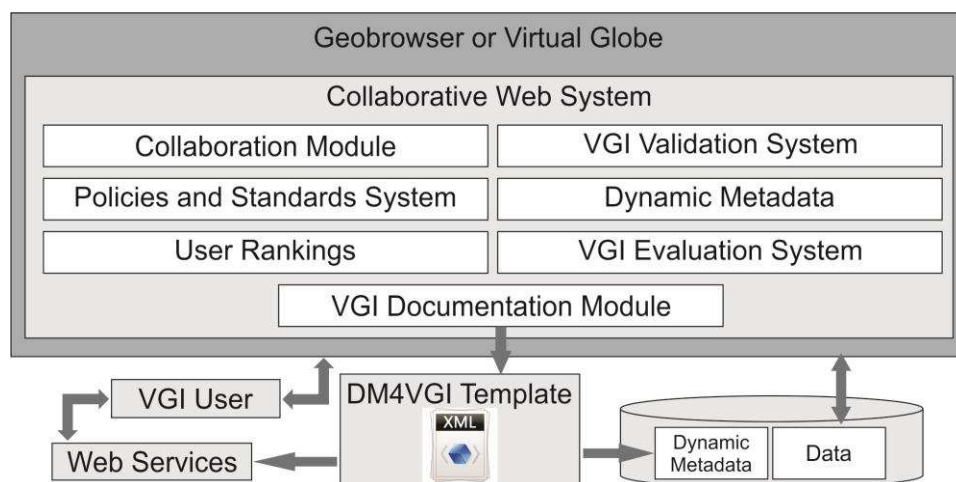 Geobrowser or Virtual Globe
Collaborative Web System
Collaboration Module
VGI Validation System
Policies and Standards System
Dynamic Metadata
User Rankings
VGI Evaluation System
VGI Documentation Module
VGI User
DM4VGI Template
XML
Web Services
Dynamic
Metadata
Data